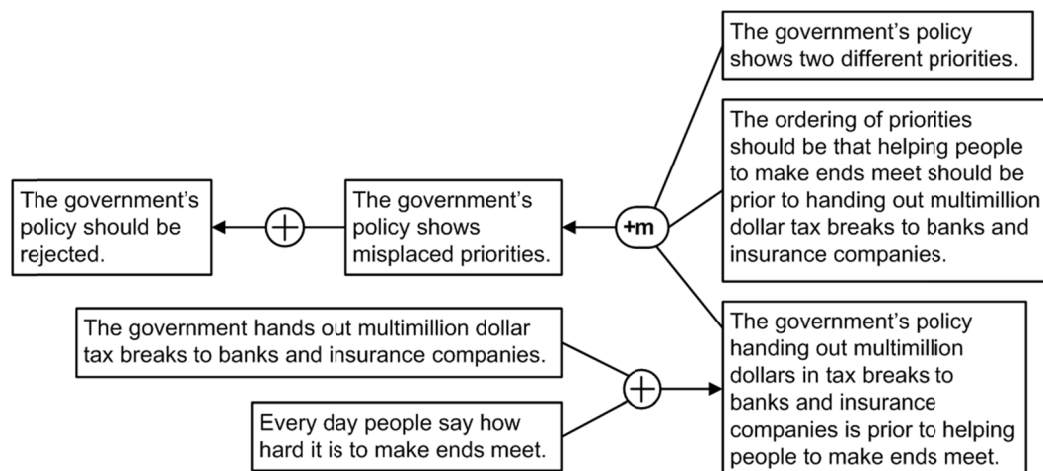 The government's policy
shows two different priorities.
The ordering of priorities
should be that helping people
to make ends meet should be
prior to handing out multimillion
dollar tax breaks to banks and
insurance companies.
The government's
policy should be
rejected.
+
The government's
policy shows
misplaced priorities.
+m
The government hands out multimillion dollar
tax breaks to banks and insurance companies.
+
Every day people say how
hard it is to make ends meet.
The government's policy
handing out multimillion
dollars in tax breaks to
banks and insurance
companies is prior to helping
people to make ends meet.